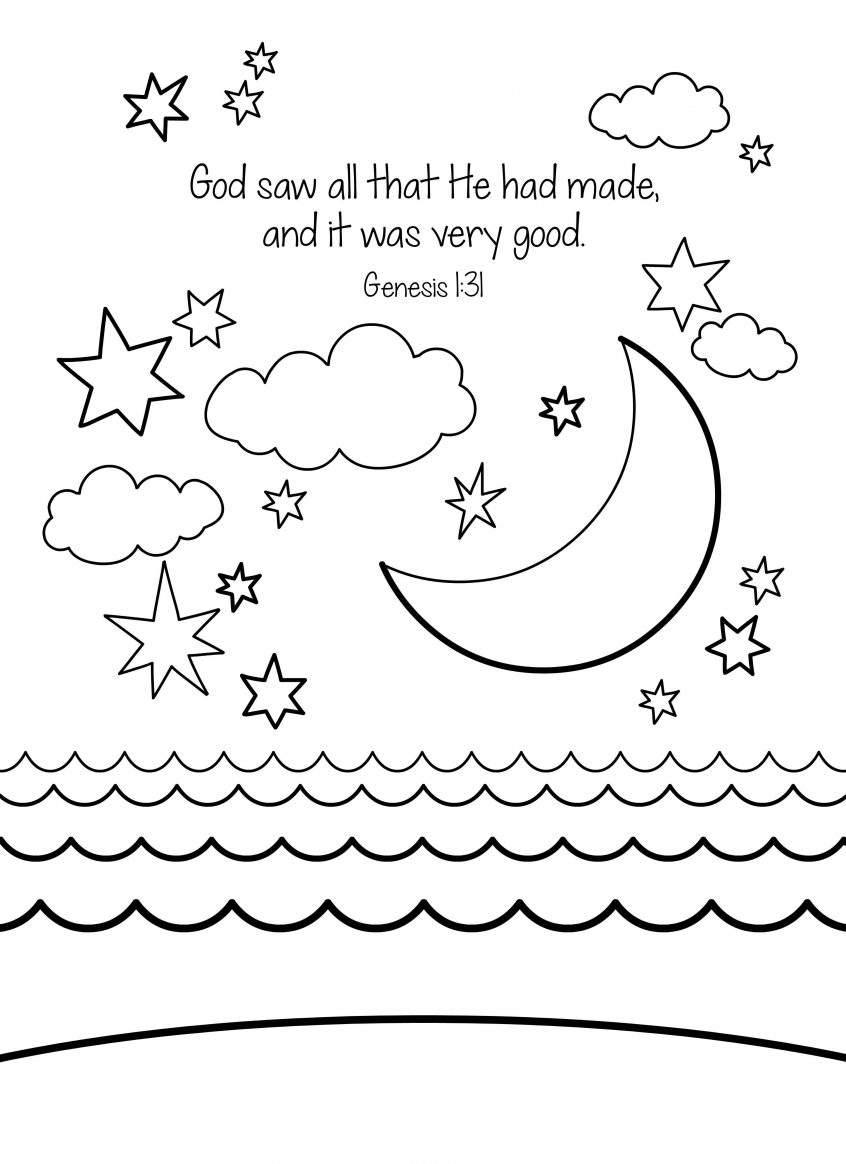 God saw all that He had made,
and it was very good.
Genesis 1:31